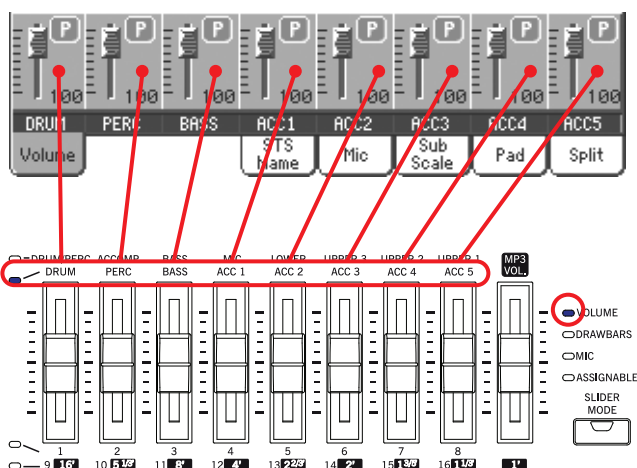 P P P P P P P P
100 100 100 100 100 100 100 100
DRUM PERC BASS ACC1 ACC2 ACC3 ACC4 ACC5
Volume STS Name Mic Sub Scale Pad Split
DRUM/PERC ACCOMP BASS MIC LOWER UPPER 3 UPPER 2 UPPER 1 MP3 VOL.
DRUM PERC BASS ACC 1 ACC 2 ACC 3 ACC 4 ACC 5
VOLUME
DRAWBARS
MIC
ASSIGNABLE
SLIDER
MODE
1 2 3 4 5 6 7 8
9 16' 10 5 1/3' 11 8' 12 4' 13 2 2/3' 14 2' 15 1 3/5' 16 1 1/3' 1'